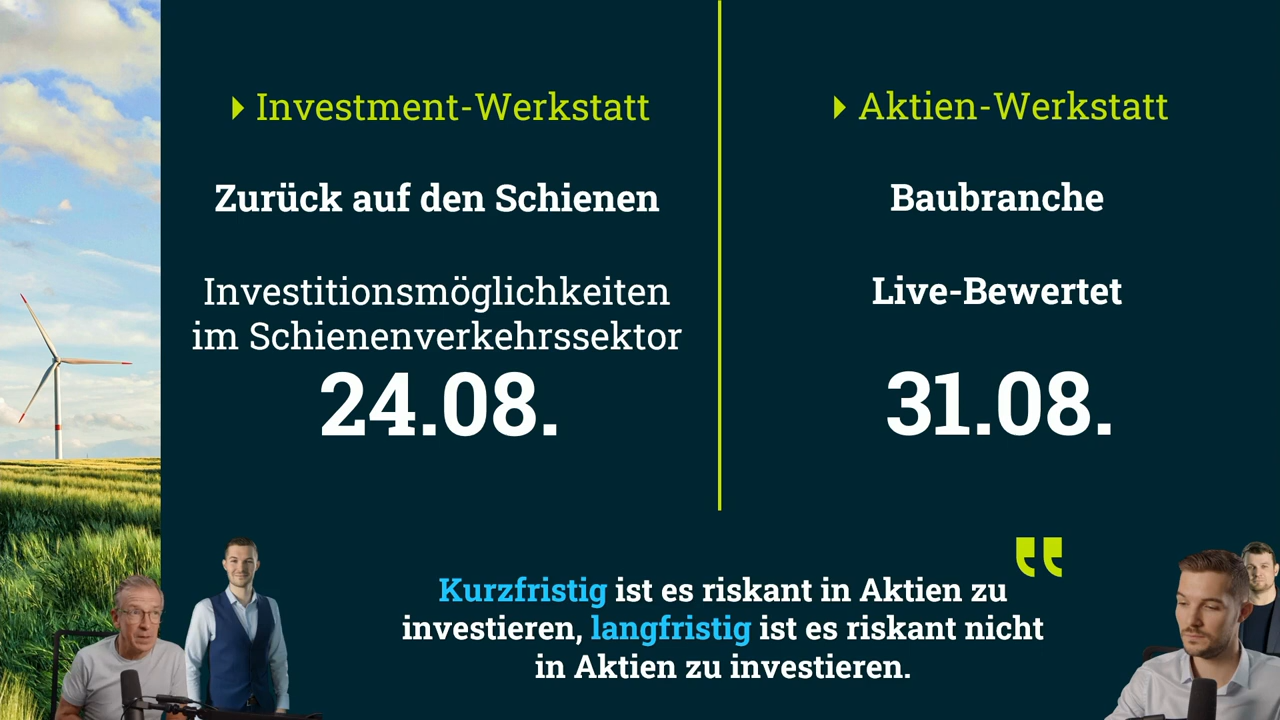 Investment-Werkstatt
Zurück auf den Schienen
Investitionsmöglichkeiten
im Schienenverkehrssektor
24.08.
Aktien-Werkstatt
Baubranche
Live-Bewertet
31.08.
Kurzfristig ist es riskant in Aktien zu
investieren, langfristig ist es riskant nicht
in Aktien zu investieren.